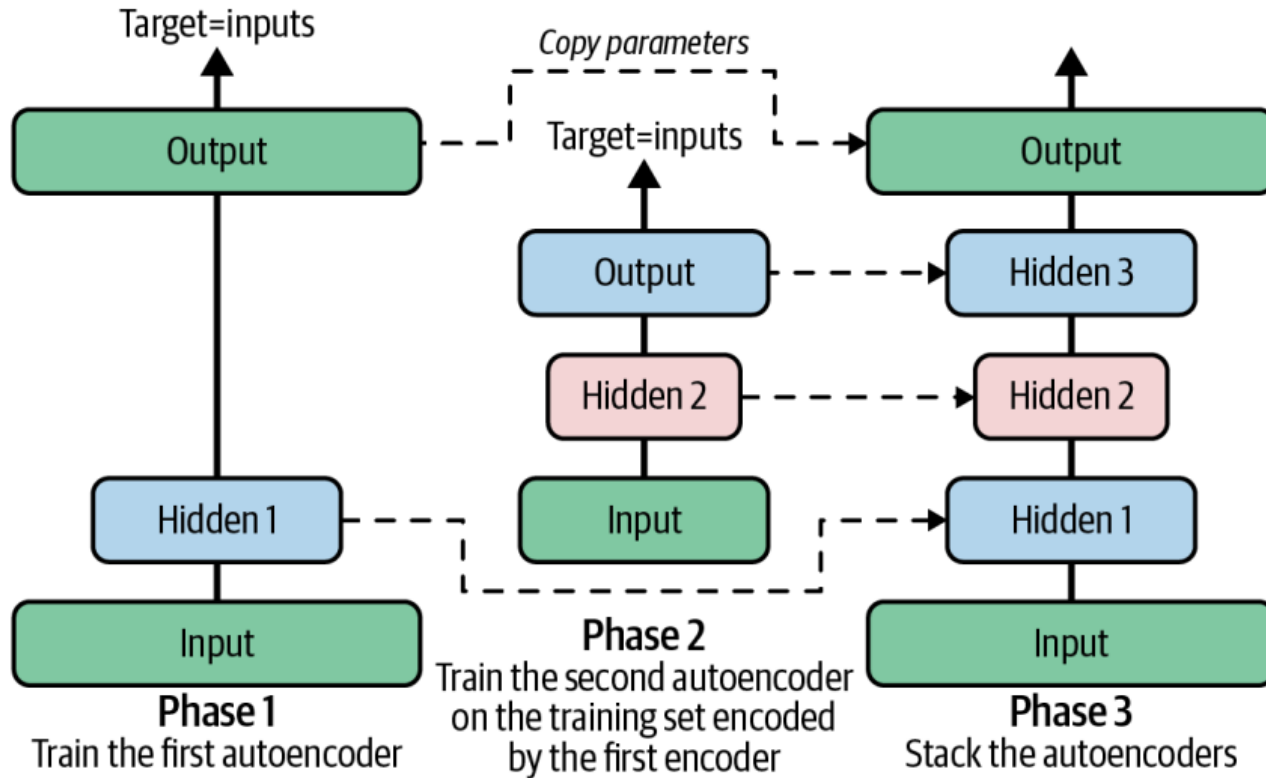 Target=inputs
Output
Hidden 1
Input
Phase 1
Train the first autoencoder
Copy parameters
Target=inputs
Output
Hidden 2
Input
Phase 2
Train the second autoencoder
on the training set encoded
by the first encoder
Output
Hidden 3
Hidden 2
Hidden 1
Input
Phase 3
Stack the autoencoders